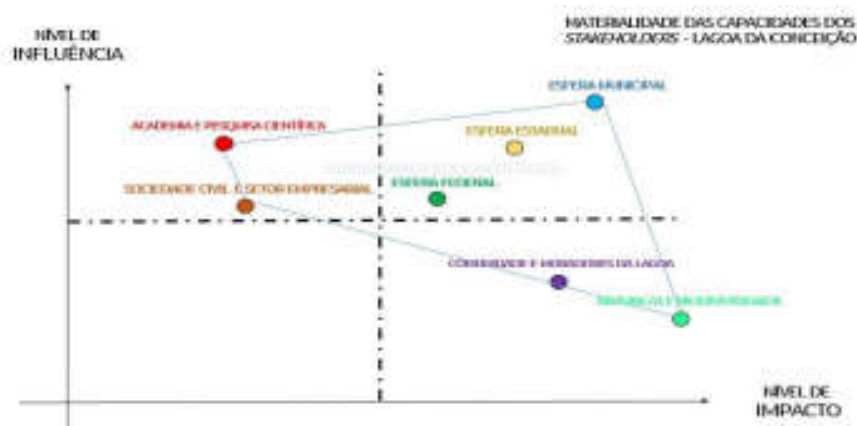 NÍVEL DE
INFLUÊNCIA
MATERIALIDADE DAS CAPACIDADES DOS
STAKEHOLDERS - LAGOA DA CONCEIÇÃO
ESFERA MUNICIPAL
ACADEMIA E PESQUISA CIENTÍFICA
ESFERA ESTADUAL
SOCIEDADE CIVIL E SETOR EMPRESARIAL
ESFERA FEDERAL
COMUNIDADE E MORADORES DA LAGOA
NÍVEL DE
IMPACTO